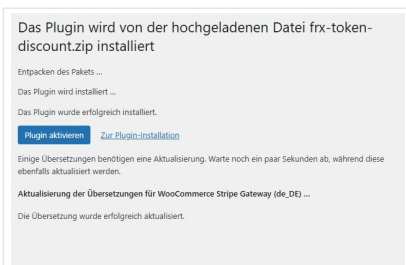 Das Plugin wird von der hochgeladenen Datei frx-token-
discount.zip installiert
Entpacken des Pakets ...
Das Plugin wird installiert ...
Das Plugin wurde erfolgreich installiert.
Plugin aktivieren Zur Plugin-Installation
Einige Übersetzungen benötigen eine Aktualisierung. Warte noch ein paar Sekunden ab, während diese
ebenfalls aktualisiert werden.
Aktualisierung der Übersetzungen für WooCommerce Stripe Gateway (de_DE) ...
Die Übersetzung wurde erfolgreich aktualisiert.